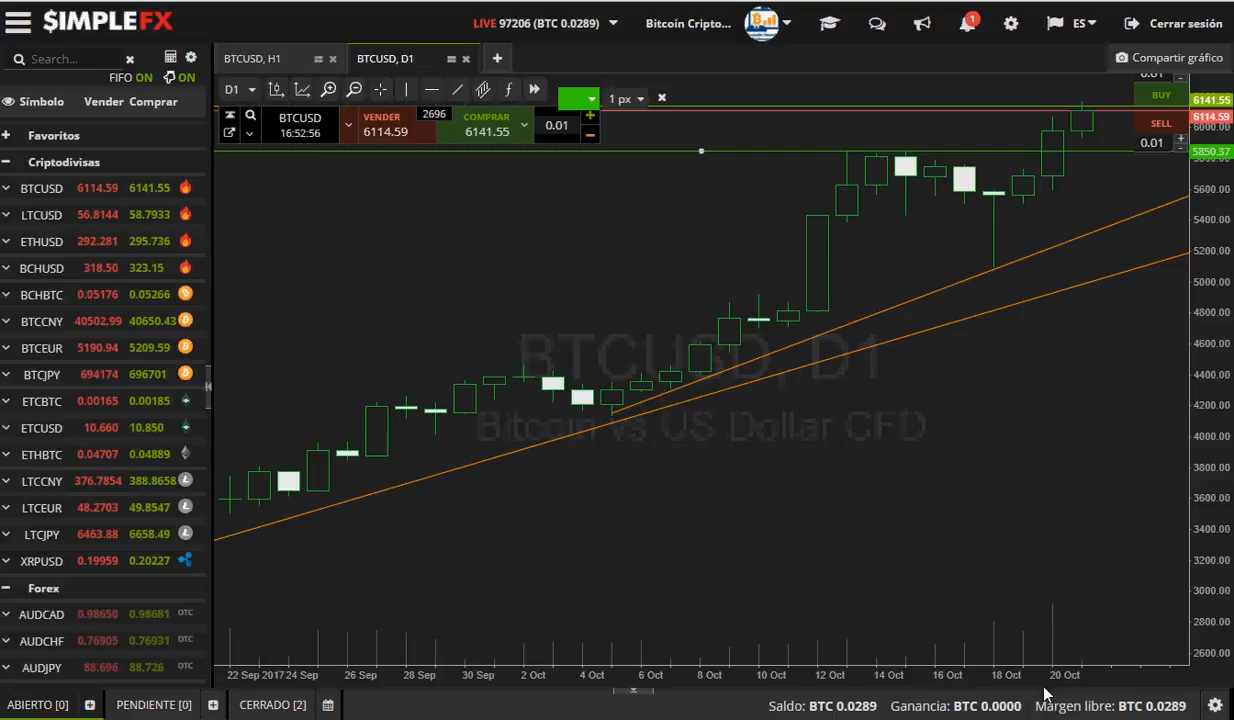 $IMPLEFX
LIVE 97206 (BTC 0.0289)
Bitcoin Cripto...
1
ES
Cerrar sesión
Search...
FIFO ON
ON
BTCUSD, H1
BTCUSD, D1
Compartir gráfico
Símbolo
Vender
Comprar
D1
1 px
BTCUSD
16:52:56
VENDER
6114.59
2696
COMPRAR
6141.55
0.01
0.01
BUY
SELL
0.01
Favoritos
Criptodivisas
BTCUSD 6114.59 6141.55
LTCUSD 56.8144 58.7933
ETHUSD 292.281 295.736
BCHUSD 318.50 323.15
BCHBTC 0.05176 0.05266
BTCCNY 40502.99 40650.43
BTCEUR 5190.94 5209.59
BTCJPY 694174 696701
ETCBTC 0.00165 0.00185
ETCUSD 10.660 10.850
ETHBTC 0.04707 0.04889
LTCCNY 376.7854 388.8658
LTCEUR 48.2703 49.8547
LTCJPY 6463.88 6658.49
XRPUSD 0.19959 0.20227
Forex
AUDCAD 0.98650 0.98681 OTC
AUDCHF 0.76905 0.76931 OTC
AUDJPY 88.696 88.726 OTC
BTCUSD, D1
Bitcoin vs US Dollar CFD
6141.55
6114.59
6000.00
5850.37
5600.00
5400.00
5200.00
5000.00
4800.00
4600.00
4400.00
4200.00
4000.00
3800.00
3600.00
3400.00
3200.00
3000.00
2800.00
2600.00
22 Sep 2017 24 Sep 26 Sep 28 Sep 30 Sep 2 Oct 4 Oct 6 Oct 8 Oct 10 Oct 12 Oct 14 Oct 16 Oct 18 Oct 20 Oct
ABIERTO [0]
PENDIENTE [0]
CERRADO [2]
Saldo: BTC 0.0289
Ganancia: BTC 0.0000
Margen libre: BTC 0.0289